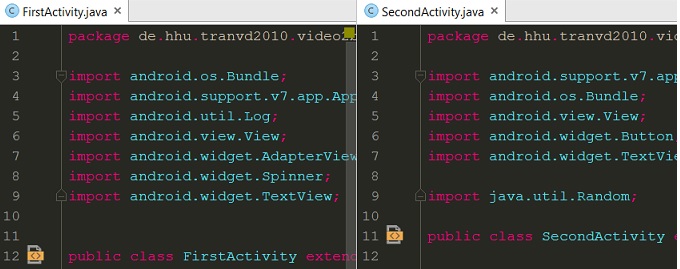 FirstActivity.java
1 package de.hhu.tranvd2010.video
2
3 import android.os.Bundle;
4 import android.support.v7.app.App
5 import android.util.Log;
6 import android.view.View;
7 import android.widget.AdapterView
8 import android.widget.Spinner;
9 import android.widget.TextView;
10
11
12 public class FirstActivity exten
SecondActivity.java
1 package de.hhu.tranvd2010.vi
2
3 import android.support.v7.app
4 import android.os.Bundle;
5 import android.view.View;
6 import android.widget.Button
7 import android.widget.TextVie
8
9 import java.util.Random;
10
11 public class SecondActivity e
12